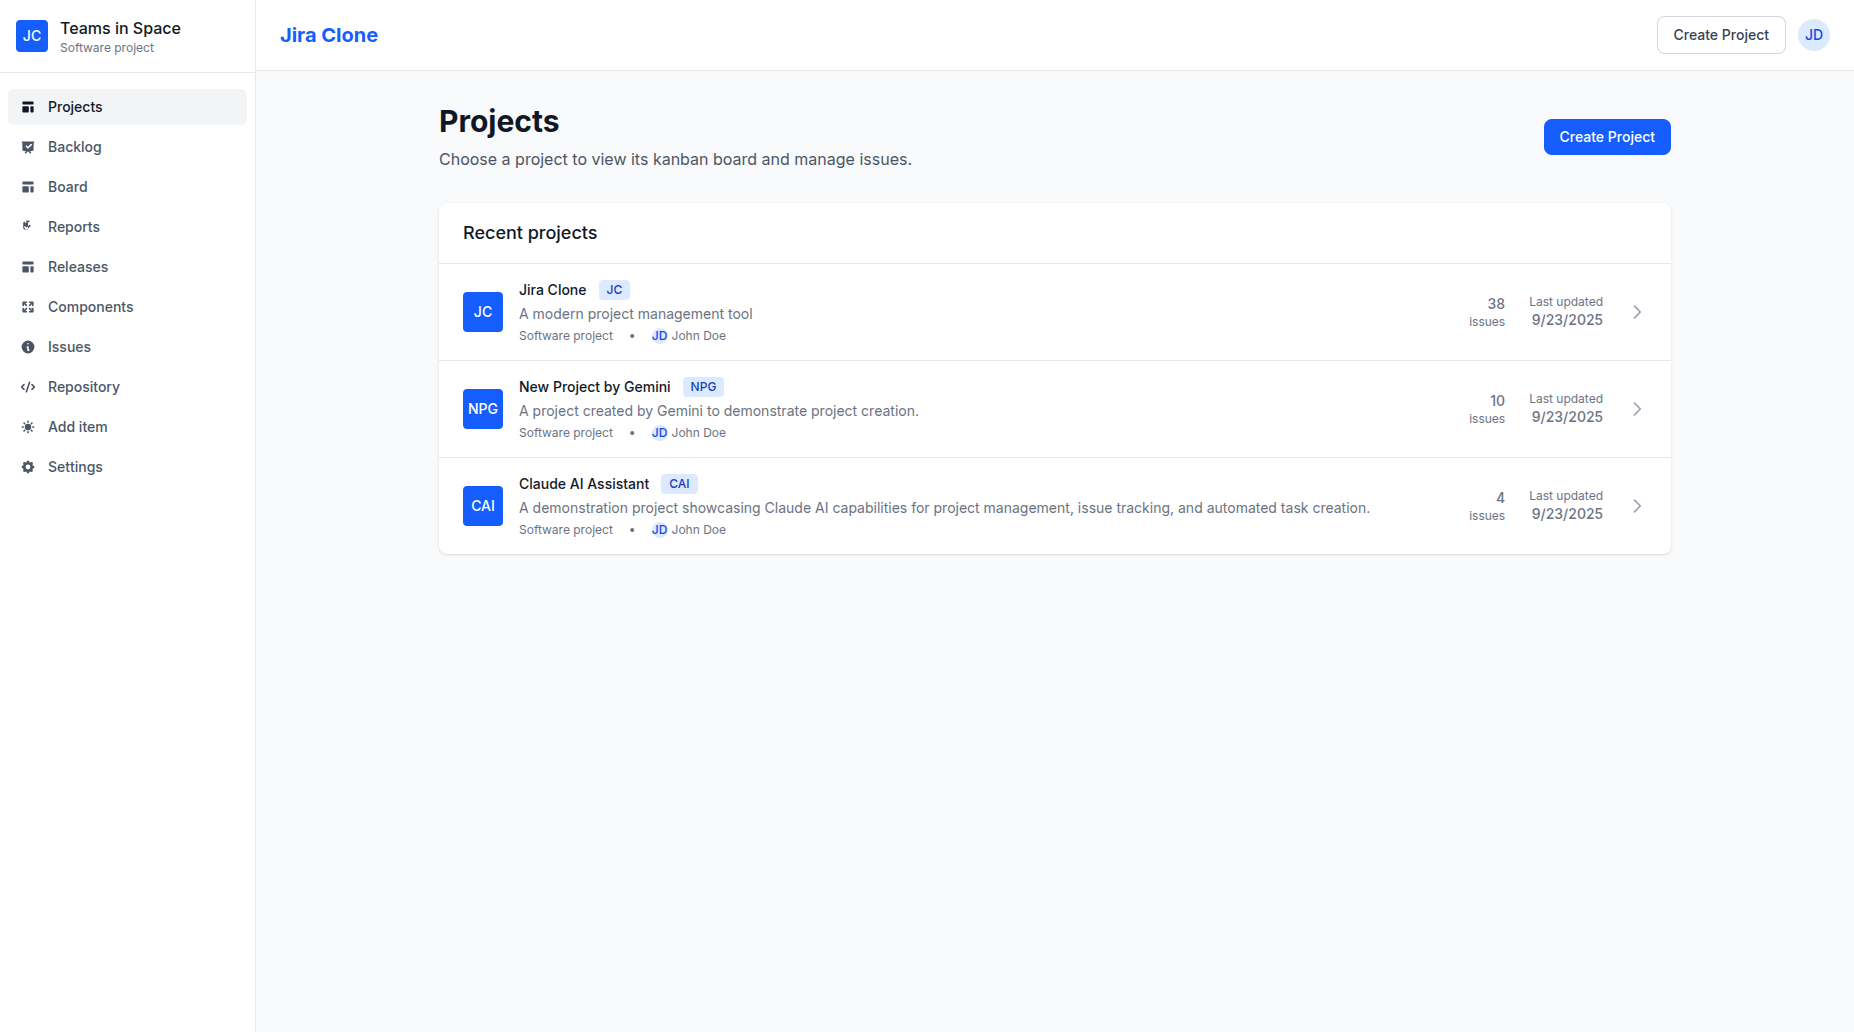 JC
Teams in Space
Software project
Projects
Backlog
Board
Reports
Releases
Components
Issues
Repository
Add item
Settings
Jira Clone
Create Project
JD
Projects
Choose a project to view its kanban board and manage issues.
Create Project
Recent projects
JC
Jira Clone JC
A modern project management tool
Software project • JD John Doe
38
issues
Last updated
9/23/2025
NPG
New Project by Gemini NPG
A project created by Gemini to demonstrate project creation.
Software project • JD John Doe
10
issues
Last updated
9/23/2025
CAI
Claude AI Assistant CAI
A demonstration project showcasing Claude AI capabilities for project management, issue tracking, and automated task creation.
Software project • JD John Doe
4
issues
Last updated
9/23/2025